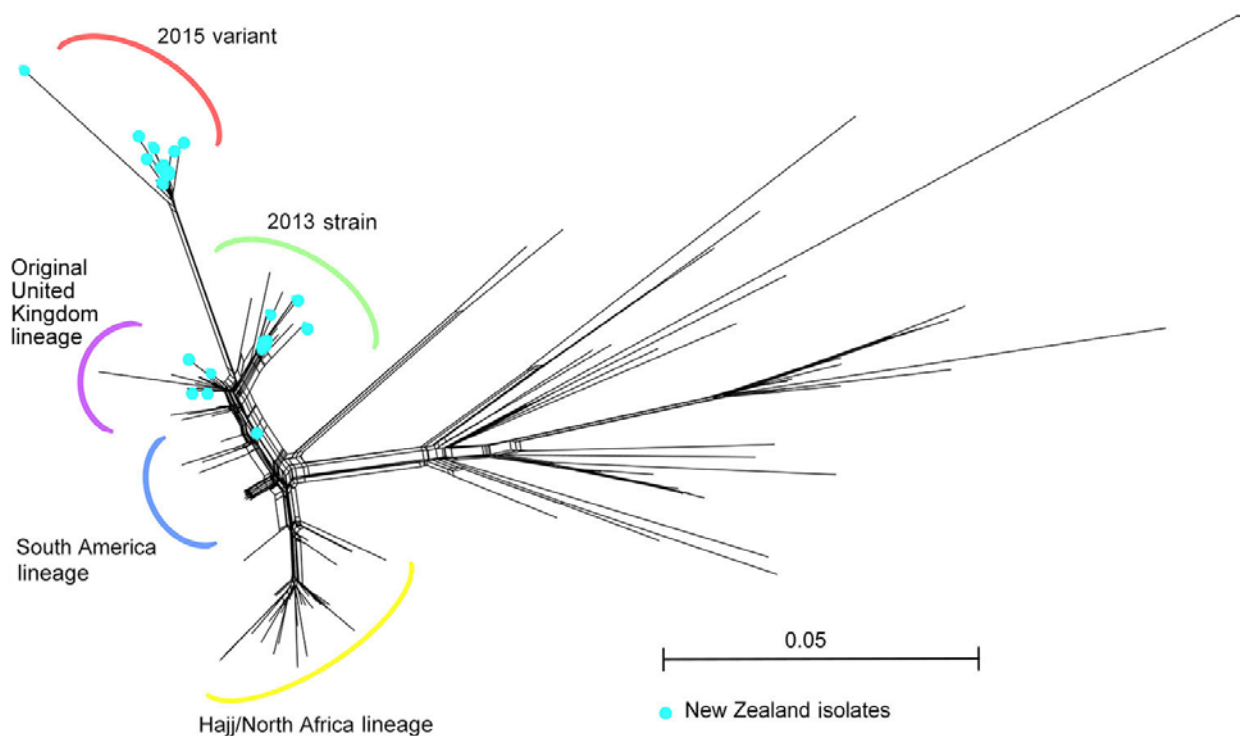 2015 variant
2013 strain
Original
United
Kingdom
lineage
South America
lineage
Hajj/North Africa lineage
0.05
New Zealand isolates